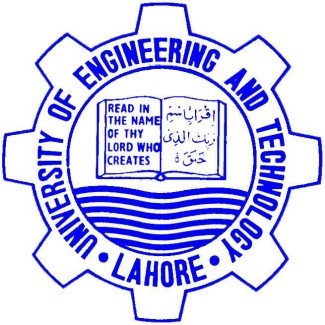 UNIVERSITY OF ENGINEERING AND TECHNOLOGY
• LAHORE •
READ IN
THE NAME
OF THY
LORD WHO
CREATES
اقرأ باسم
ربك الذي
خلق ه